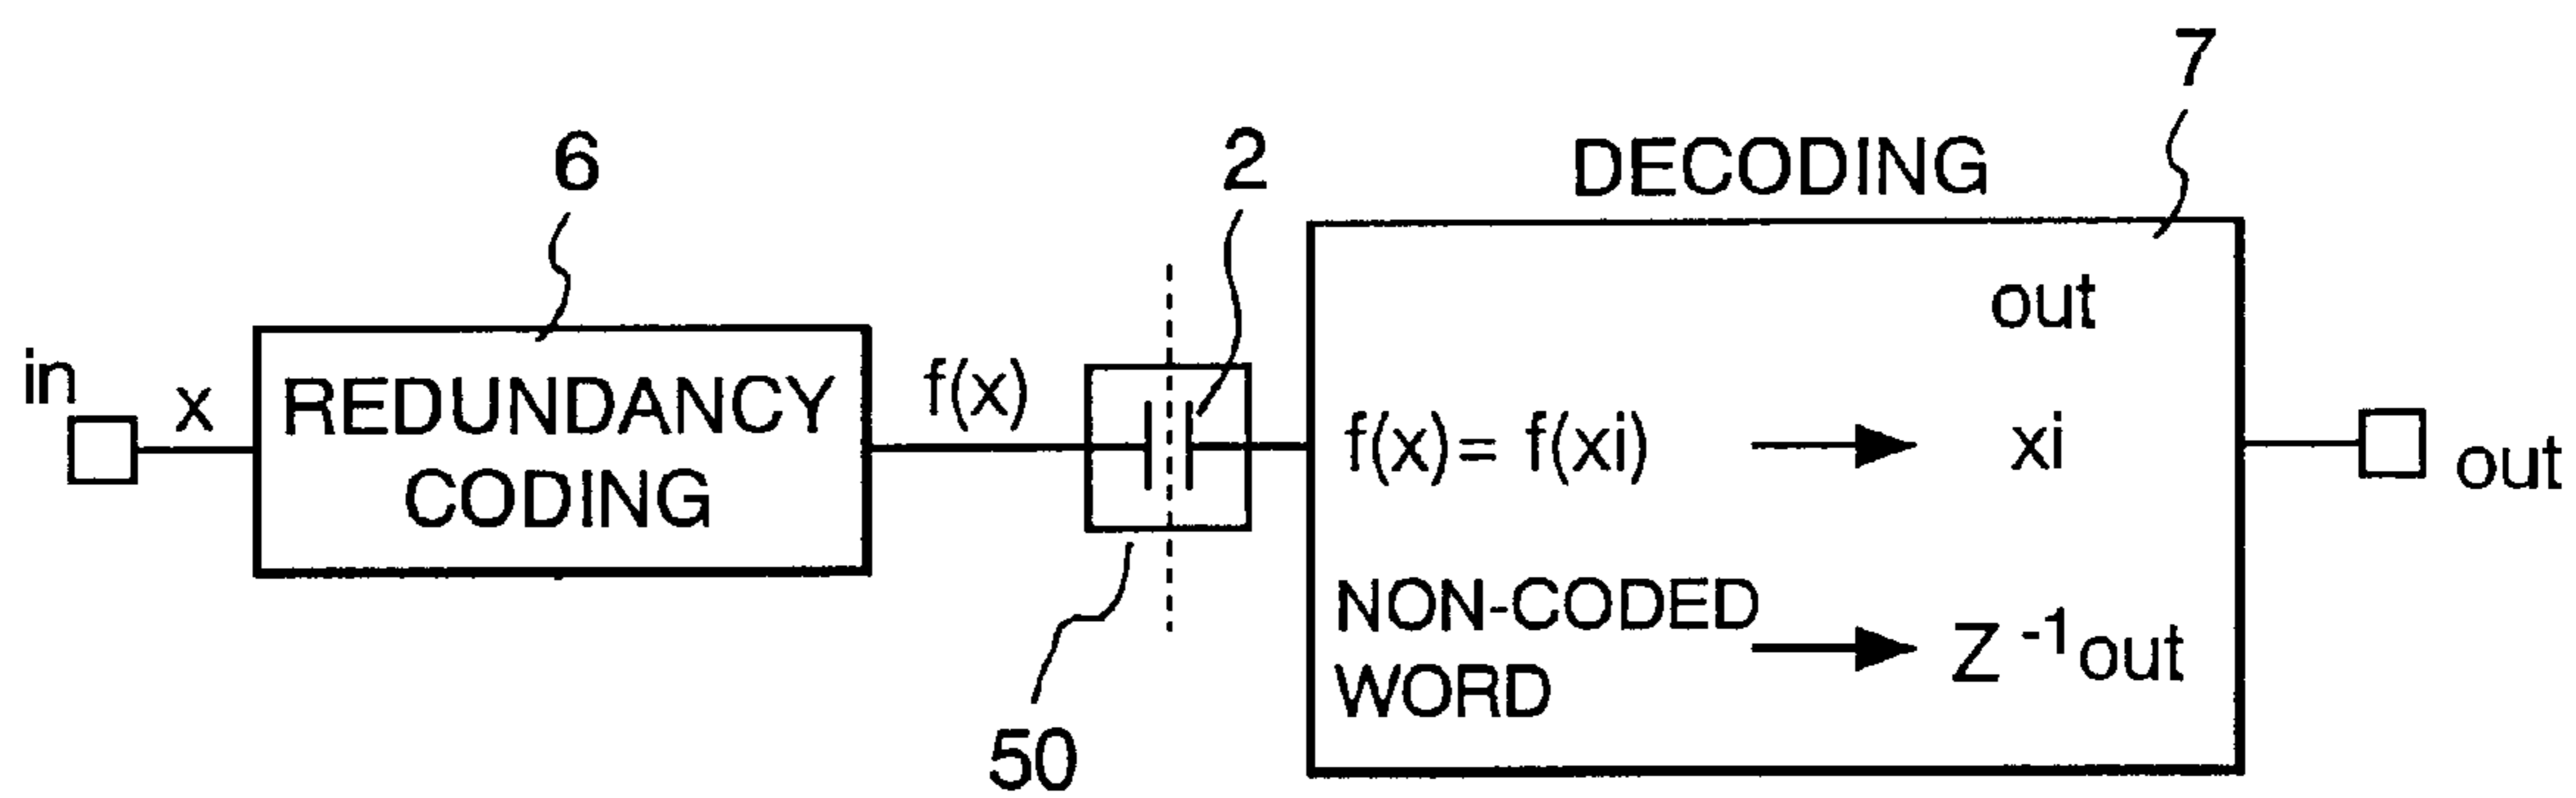 6
2
7
DECODING
in
x
REDUNDANCY
CODING
f(x)
out
f(x)= f(xi)
xi
out
NON-CODED
WORD
Z⁻¹out
50